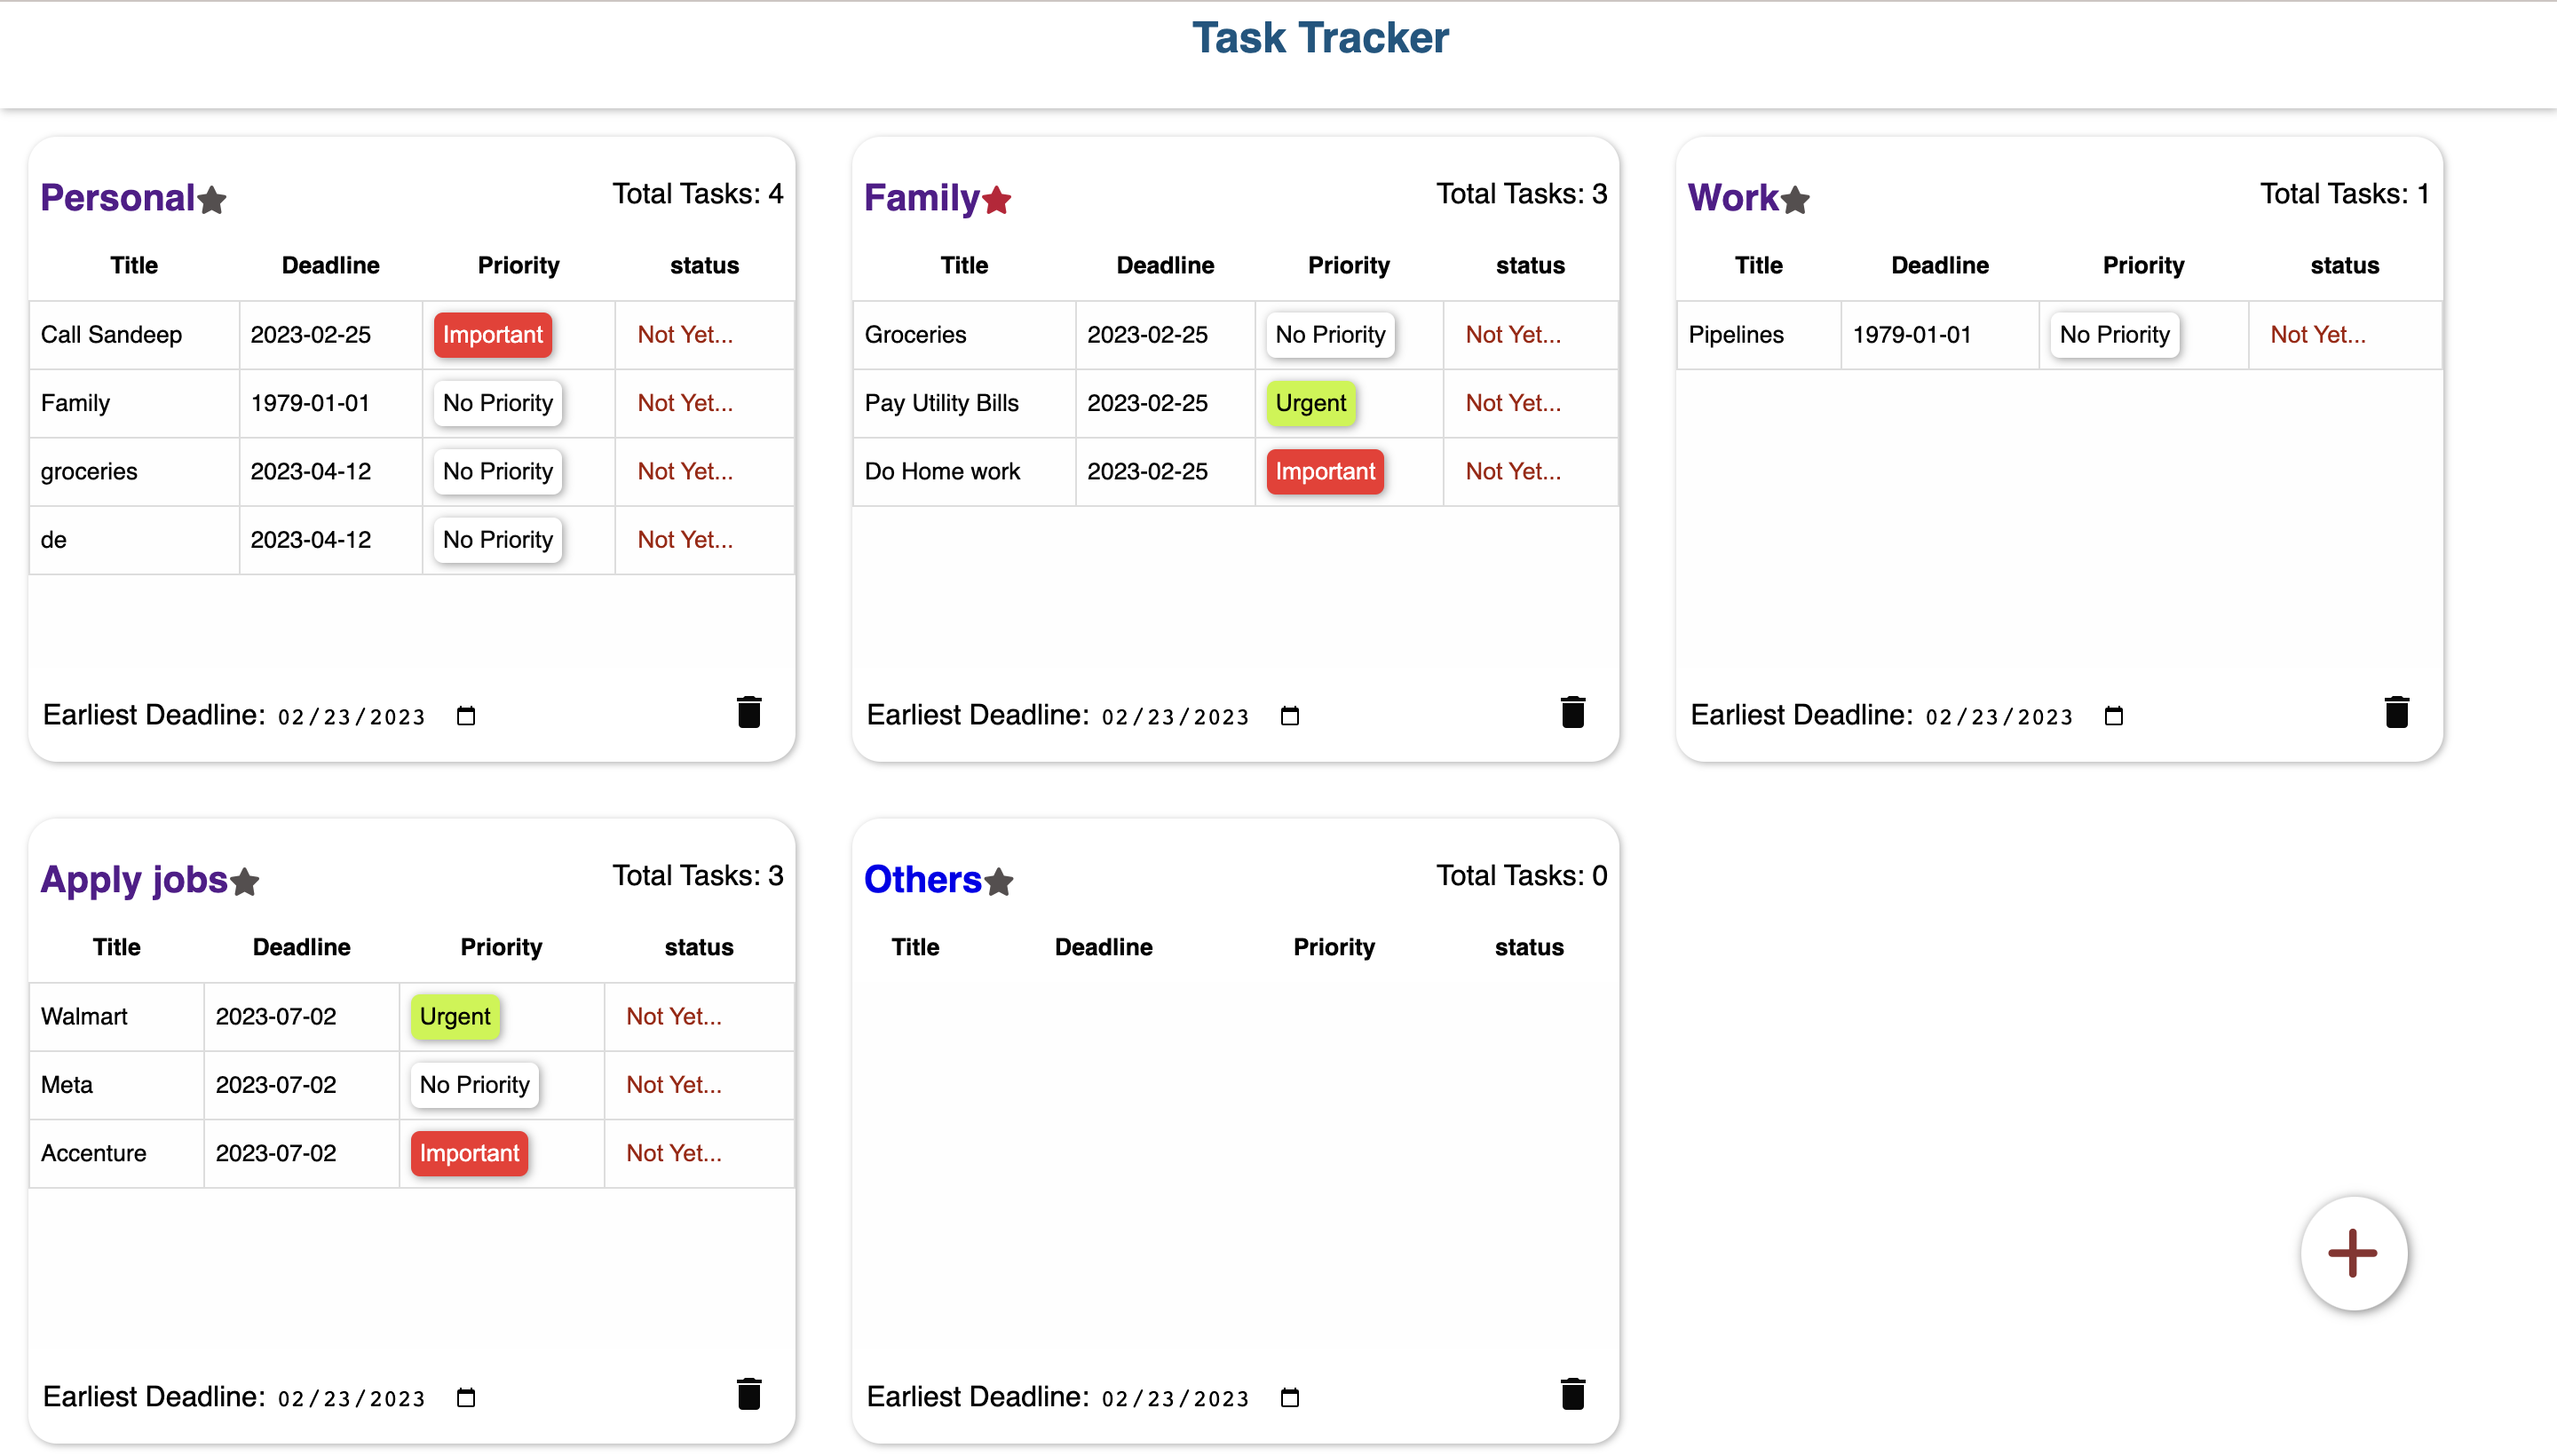 Task Tracker
Personal
Total Tasks: 4
Title Deadline Priority status
Call Sandeep 2023-02-25 Important Not Yet...
Family 1979-01-01 No Priority Not Yet...
groceries 2023-04-12 No Priority Not Yet...
de 2023-04-12 No Priority Not Yet...
Earliest Deadline: 02/23/2023
Family
Total Tasks: 3
Title Deadline Priority status
Groceries 2023-02-25 No Priority Not Yet...
Pay Utility Bills 2023-02-25 Urgent Not Yet...
Do Home work 2023-02-25 Important Not Yet...
Earliest Deadline: 02/23/2023
Work
Total Tasks: 1
Title Deadline Priority status
Pipelines 1979-01-01 No Priority Not Yet...
Earliest Deadline: 02/23/2023
Apply jobs
Total Tasks: 3
Title Deadline Priority status
Walmart 2023-07-02 Urgent Not Yet...
Meta 2023-07-02 No Priority Not Yet...
Accenture 2023-07-02 Important Not Yet...
Earliest Deadline: 02/23/2023
Others
Total Tasks: 0
Title Deadline Priority status
Earliest Deadline: 02/23/2023